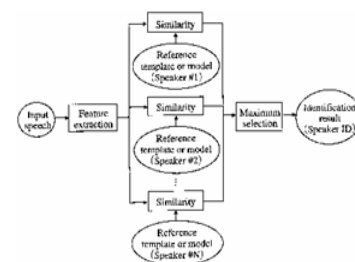 Similarity
Reference
template or model
(Speaker #1)
Input
speech
Feature
extraction
Similarity
Maximum
selection
Identification
result
(Speaker ID)
Reference
template or model
(Speaker #2)
Similarity
Reference
template or model
(Speaker #N)